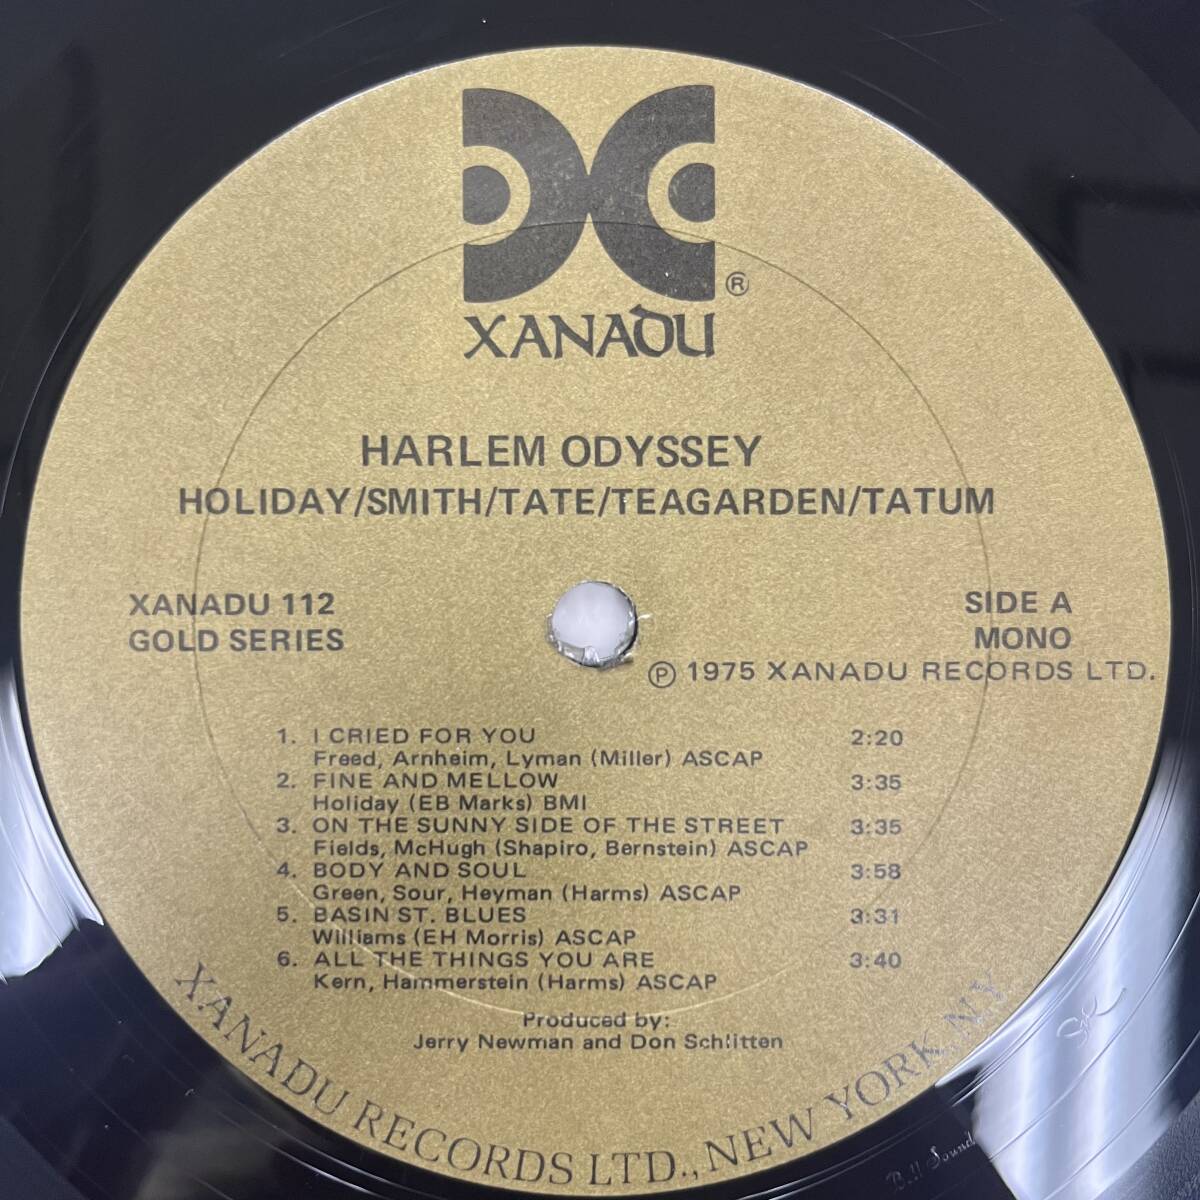 ®
XANADU
HARLEM ODYSSEY
HOLIDAY/SMITH/TATE/TEAGARDEN/TATUM
XANADU 112
GOLD SERIES
SIDE A
MONO
℗ 1975 XANADU RECORDS LTD.
1. I CRIED FOR YOU 2:20
Freed, Arnheim, Lyman (Miller) ASCAP
2. FINE AND MELLOW 3:35
Holiday (EB Marks) BMI
3. ON THE SUNNY SIDE OF THE STREET 3:35
Fields, McHugh (Shapiro, Bernstein) ASCAP
4. BODY AND SOUL 3:58
Green, Sour, Heyman (Harms) ASCAP
5. BASIN ST. BLUES 3:31
Williams (EH Morris) ASCAP
6. ALL THE THINGS YOU ARE 3:40
Kern, Hammerstein (Harms) ASCAP
Produced by:
Jerry Newman and Don Schlitten
XANADU RECORDS LTD., NEW YORK, NY
Bell Sound